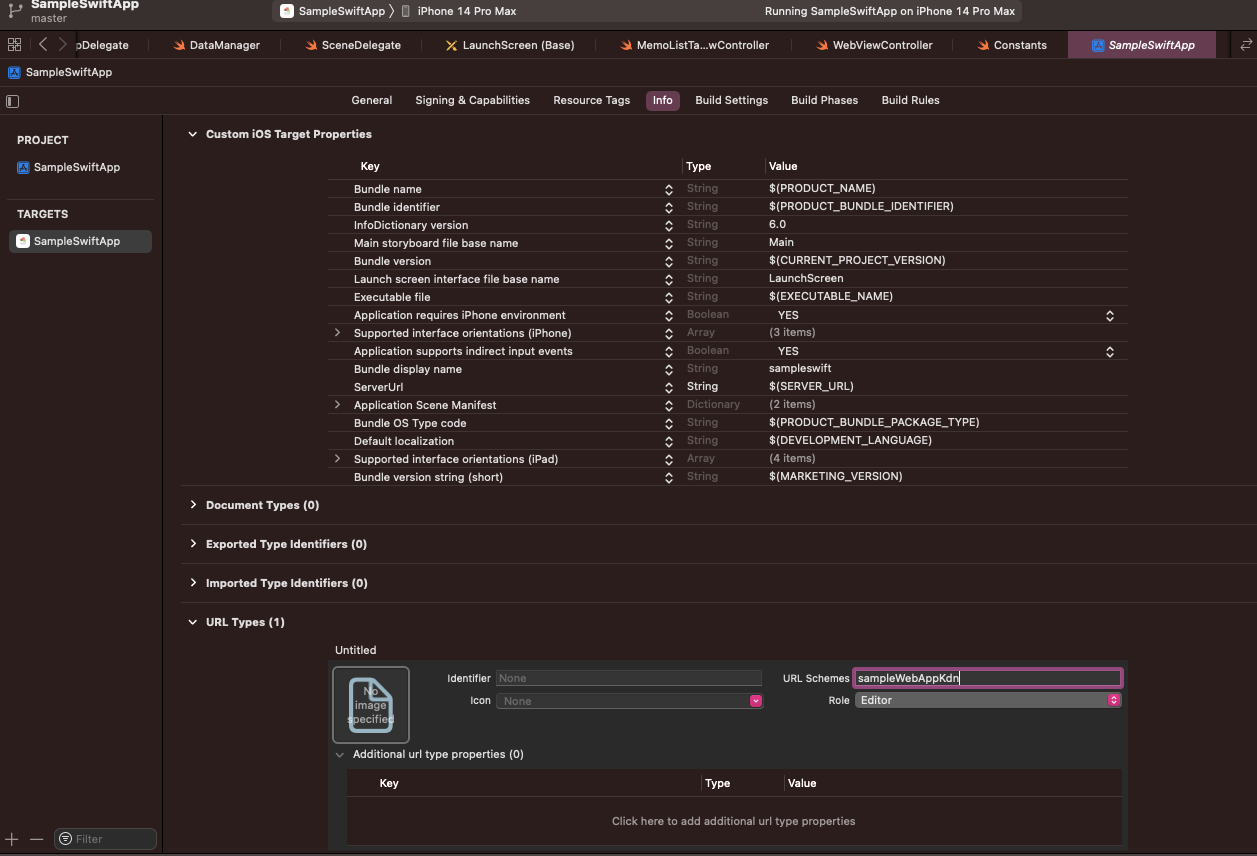 SampleSwiftApp
master
SampleSwiftApp
iPhone 14 Pro Max
Running SampleSwiftApp on iPhone 14 Pro Max
pDelegate
DataManager
SceneDelegate
LaunchScreen (Base)
MemoListTa...wController
WebViewController
Constants
SampleSwiftApp
SampleSwiftApp
General
Signing & Capabilities
Resource Tags
Info
Build Settings
Build Phases
Build Rules
PROJECT
SampleSwiftApp
TARGETS
SampleSwiftApp
Custom iOS Target Properties
Key Type Value
Bundle name String $(PRODUCT_NAME)
Bundle identifier String $(PRODUCT_BUNDLE_IDENTIFIER)
InfoDictionary version String 6.0
Main storyboard file base name String Main
Bundle version String $(CURRENT_PROJECT_VERSION)
Launch screen interface file base name String LaunchScreen
Executable file String $(EXECUTABLE_NAME)
Application requires iPhone environment Boolean YES
Supported interface orientations (iPhone) Array (3 items)
Application supports indirect input events Boolean YES
Bundle display name String sampleswift
ServerUrl String $(SERVER_URL)
Application Scene Manifest Dictionary (2 items)
Bundle OS Type code String $(PRODUCT_BUNDLE_PACKAGE_TYPE)
Default localization String $(DEVELOPMENT_LANGUAGE)
Supported interface orientations (iPad) Array (4 items)
Bundle version string (short) String $(MARKETING_VERSION)
Document Types (0)
Exported Type Identifiers (0)
Imported Type Identifiers (0)
URL Types (1)
Untitled
No
image
specified
Identifier None
URL Schemes sampleWebAppKdn
Icon None
Role Editor
Additional url type properties (0)
Key Type Value
Click here to add additional url type properties
Filter